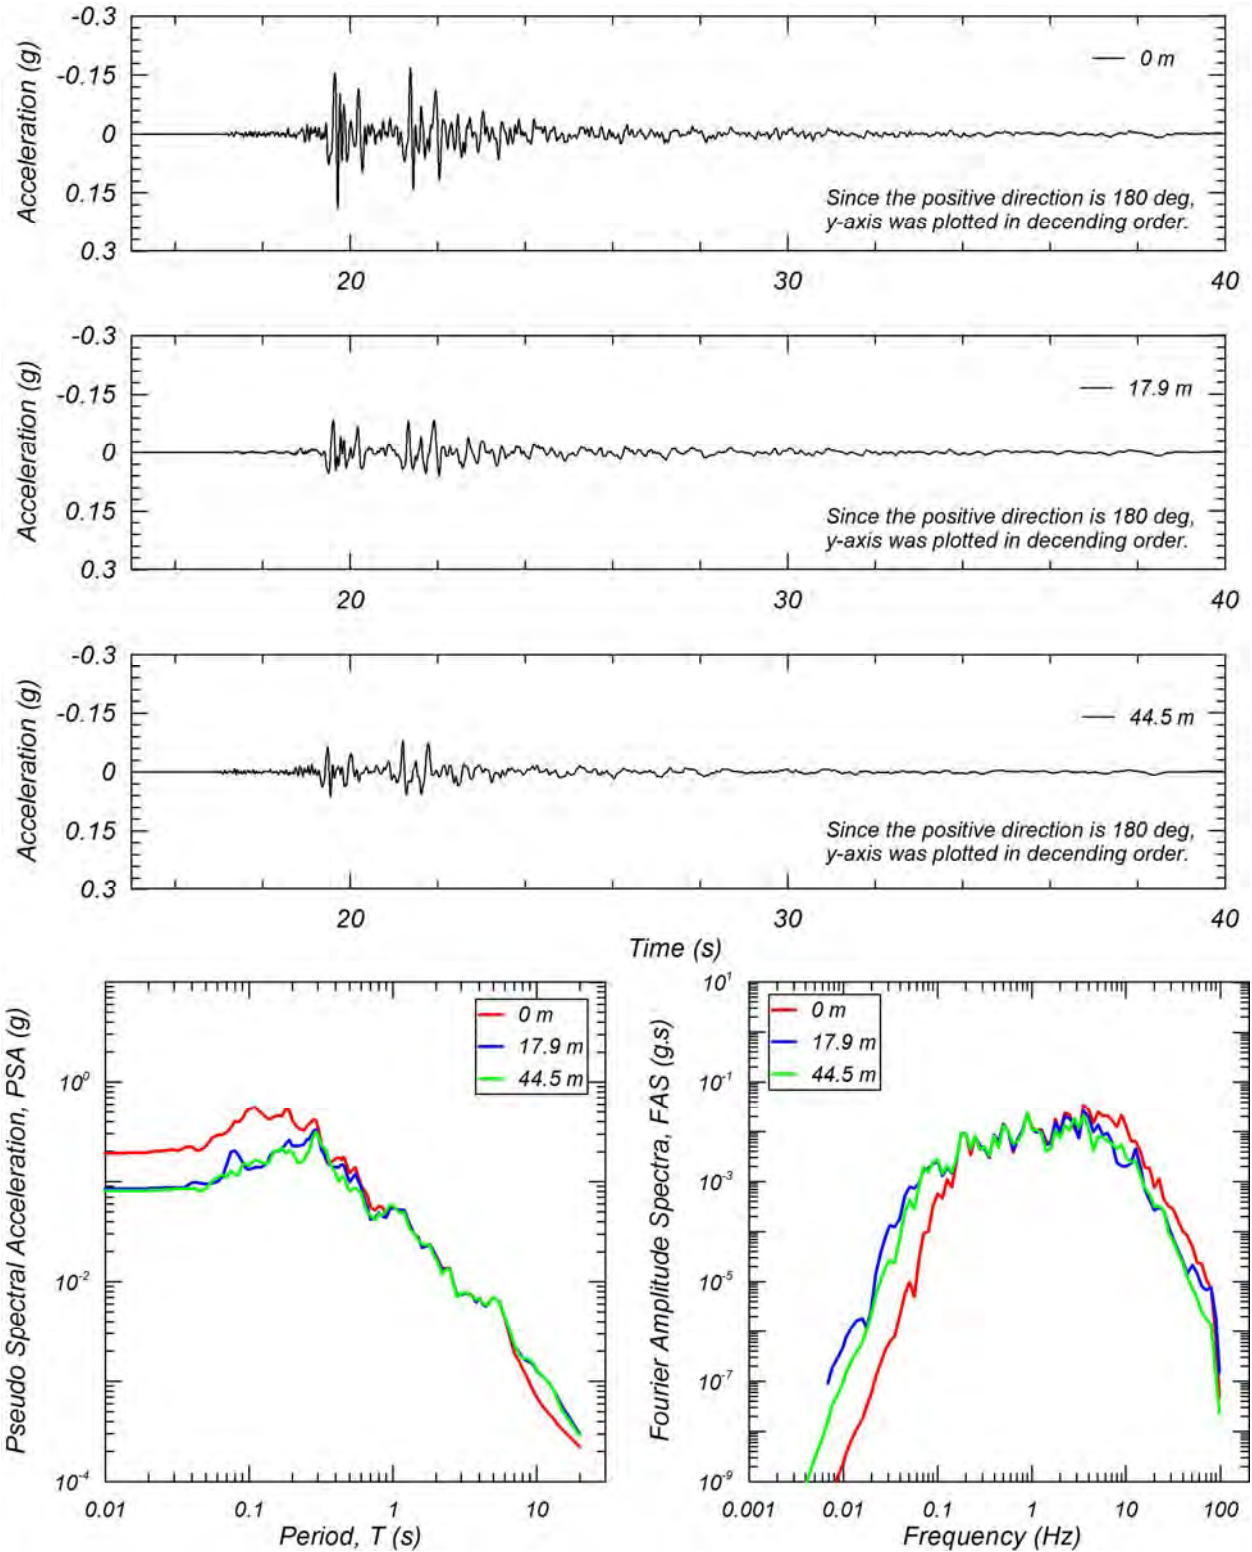 -0.3
-0.15
0
0.15
0.3
Acceleration (g)
0 m
Since the positive direction is 180 deg,
y-axis was plotted in decending order.
20
30
40
-0.3
-0.15
0
0.15
0.3
Acceleration (g)
17.9 m
Since the positive direction is 180 deg,
y-axis was plotted in decending order.
20
30
40
-0.3
-0.15
0
0.15
0.3
Acceleration (g)
44.5 m
Since the positive direction is 180 deg,
y-axis was plotted in decending order.
20
30
40
Time (s)
Pseudo Spectral Acceleration, PSA (g)
10⁰
10⁻²
10⁻⁴
0 m
17.9 m
44.5 m
0.01
0.1
1
10
Period, T (s)
Fourier Amplitude Spectra, FAS (g.s)
10¹
10⁻¹
10⁻³
10⁻⁵
10⁻⁷
10⁻⁹
0 m
17.9 m
44.5 m
0.001
0.01
0.1
1
10
100
Frequency (Hz)